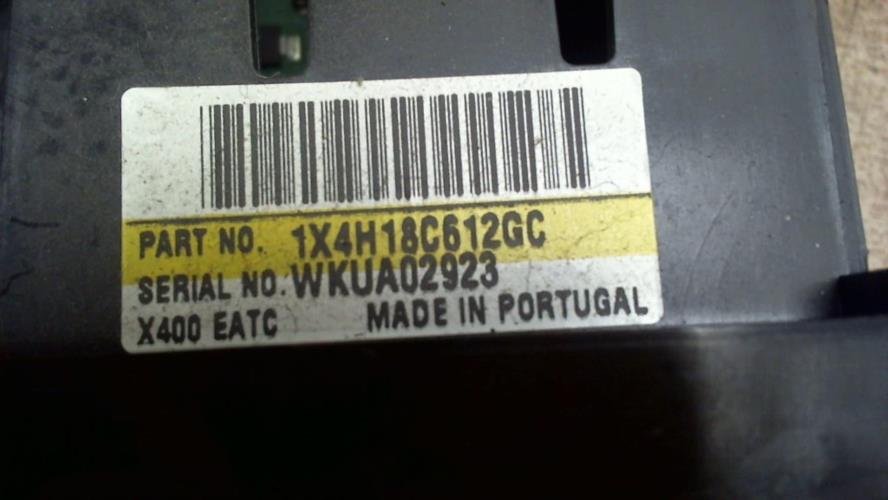 PART NO. 1X4H18C612GC
SERIAL NO. WKUA02923
X400 EATC MADE IN PORTUGAL